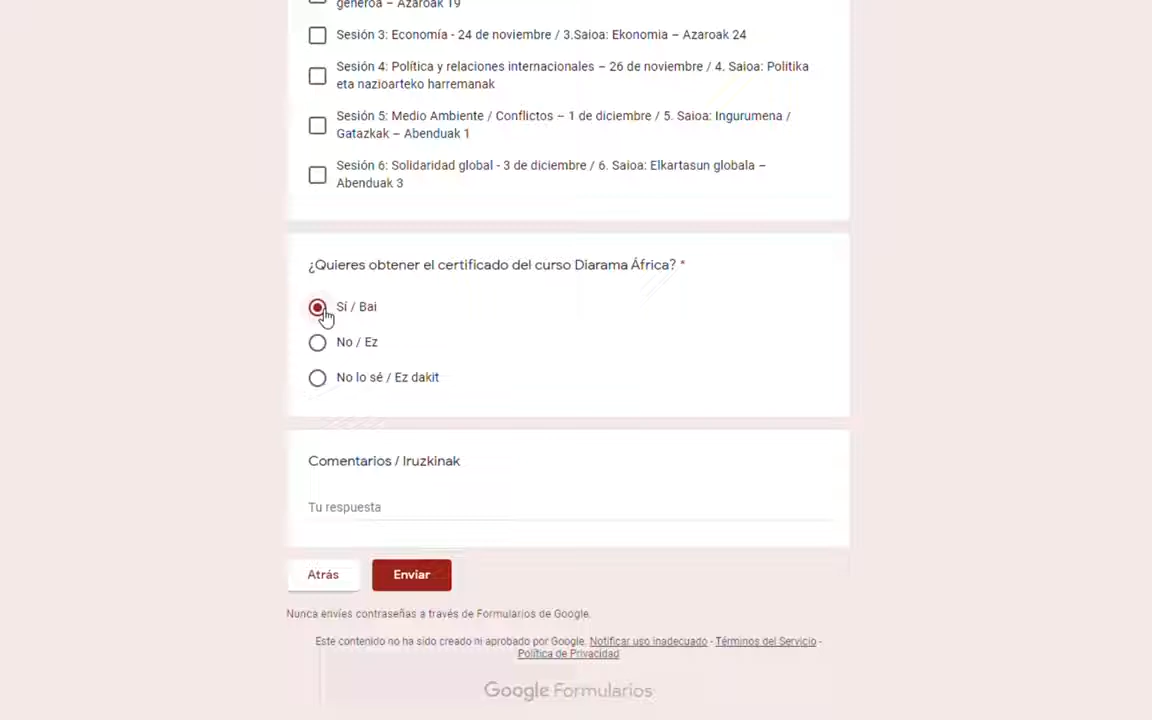 generoa – Azaroak 19
Sesión 3: Economía - 24 de noviembre / 3.Saioa: Ekonomia – Azaroak 24
Sesión 4: Política y relaciones internacionales – 26 de noviembre / 4. Saioa: Politika
eta nazioarteko harremanak
Sesión 5: Medio Ambiente / Conflictos – 1 de diciembre / 5. Saioa: Ingurumena /
Gatazkak – Abenduak 1
Sesión 6: Solidaridad global - 3 de diciembre / 6. Saioa: Elkartasun globala –
Abenduak 3
¿Quieres obtener el certificado del curso Diarama África? *
Sí / Bai
No / Ez
No lo sé / Ez dakit
Comentarios / Iruzkinak
Tu respuesta
Atrás
Enviar
Nunca envíes contraseñas a través de Formularios de Google.
Este contenido no ha sido creado ni aprobado por Google. Notificar uso inadecuado - Términos del Servicio -
Política de Privacidad
Google Formularios